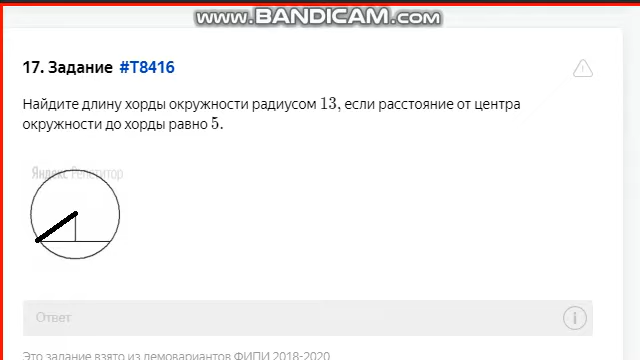 www.BANDICAM.com
17. Задание #T8416
Найдите длину хорды окружности радиусом 13, если расстояние от центра
окружности до хорды равно 5.
Яндекс Репетитор
Ответ
Это задание взято из демовариантов ФИПИ 2018-2020